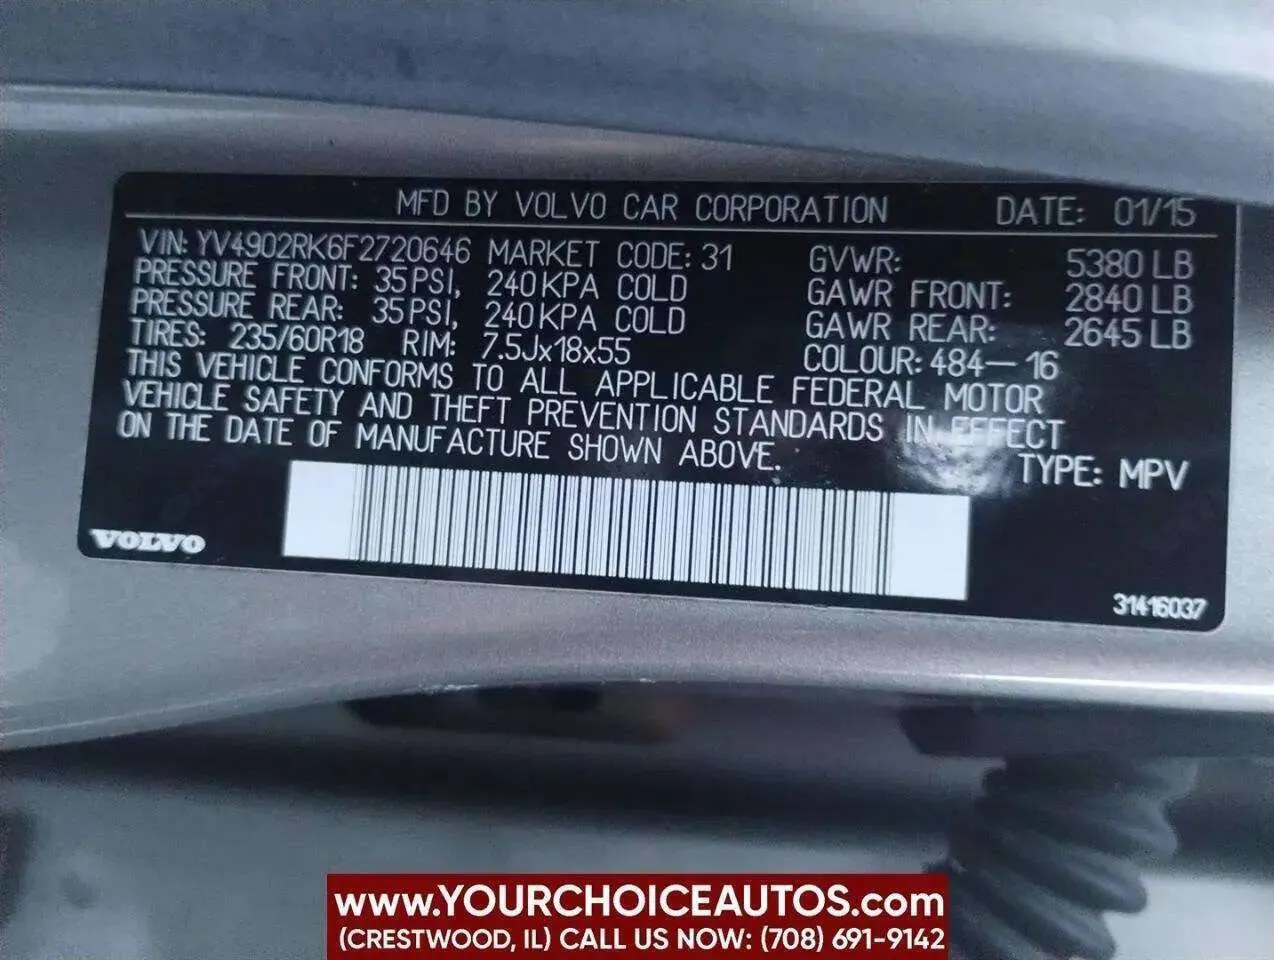 MFD BY VOLVO CAR CORPORATION DATE: 01/15
VIN: YV4902RK6F2720646 MARKET CODE: 31 GVWR: 5380 LB
PRESSURE FRONT: 35 PSI, 240 KPA COLD GAWR FRONT: 2840 LB
PRESSURE REAR: 35 PSI, 240 KPA COLD GAWR REAR: 2645 LB
TIRES: 235/60R18 RIM: 7.5Jx18x55 COLOUR: 484-16
THIS VEHICLE CONFORMS TO ALL APPLICABLE FEDERAL MOTOR
VEHICLE SAFETY AND THEFT PREVENTION STANDARDS IN EFFECT
ON THE DATE OF MANUFACTURE SHOWN ABOVE. TYPE: MPV
VOLVO
31416037
www.YOURCHOICEAUTOS.com
(CRESTWOOD, IL) CALL US NOW: (708) 691-9142